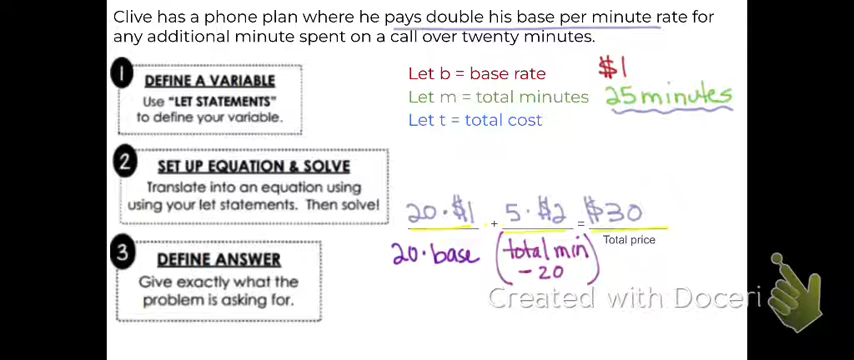 Clive has a phone plan where he pays double his base per minute rate for
any additional minute spent on a call over twenty minutes.
1 DEFINE A VARIABLE
Use "LET STATEMENTS"
to define your variable.
Let b = base rate $1
Let m = total minutes 25 minutes
Let t = total cost
2 SET UP EQUATION & SOLVE
Translate into an equation using
using your let statements. Then solve!
20 · $1 + 5 · $2 = $30
Total price
20 · base (total min
- 20)
3 DEFINE ANSWER
Give exactly what the
problem is asking for.
Created with Doceri